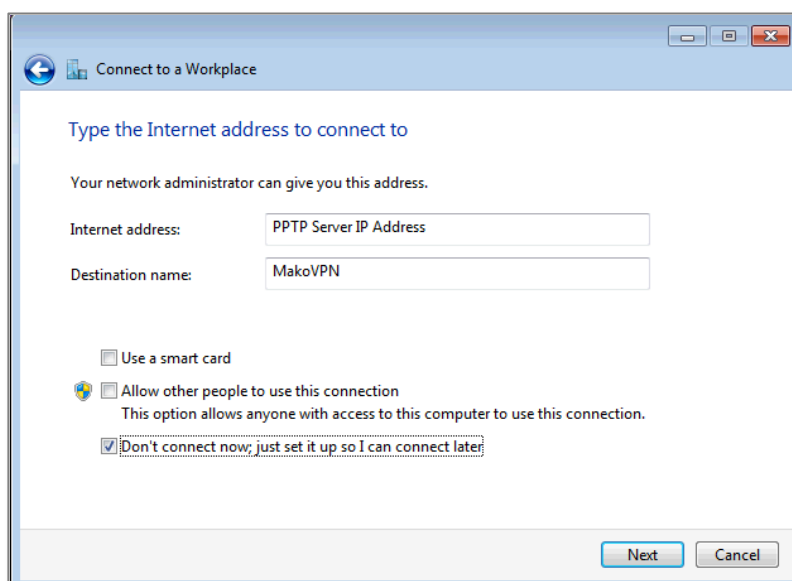 Connect to a Workplace
Type the Internet address to connect to
Your network administrator can give you this address.
Internet address: PPTP Server IP Address
Destination name: MakoVPN
Use a smart card
Allow other people to use this connection
This option allows anyone with access to this computer to use this connection.
Don't connect now; just set it up so I can connect later
Next Cancel